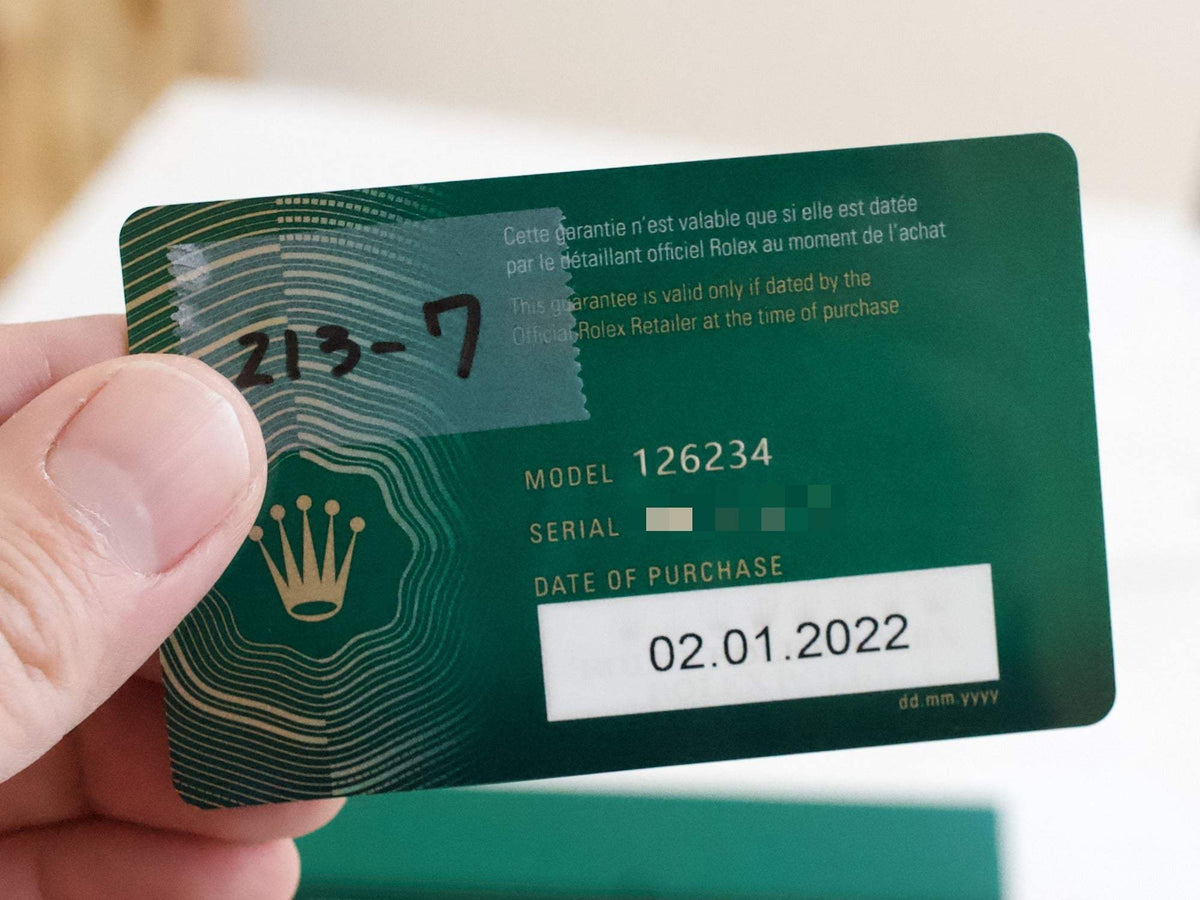 Cette garantie n'est valable que si elle est datée
par le détaillant officiel Rolex au moment de l'achat
This guarantee is valid only if dated by the
Official Rolex Retailer at the time of purchase
213-7
MODEL 126234
SERIAL
DATE OF PURCHASE
02.01.2022
dd.mm.yyyy